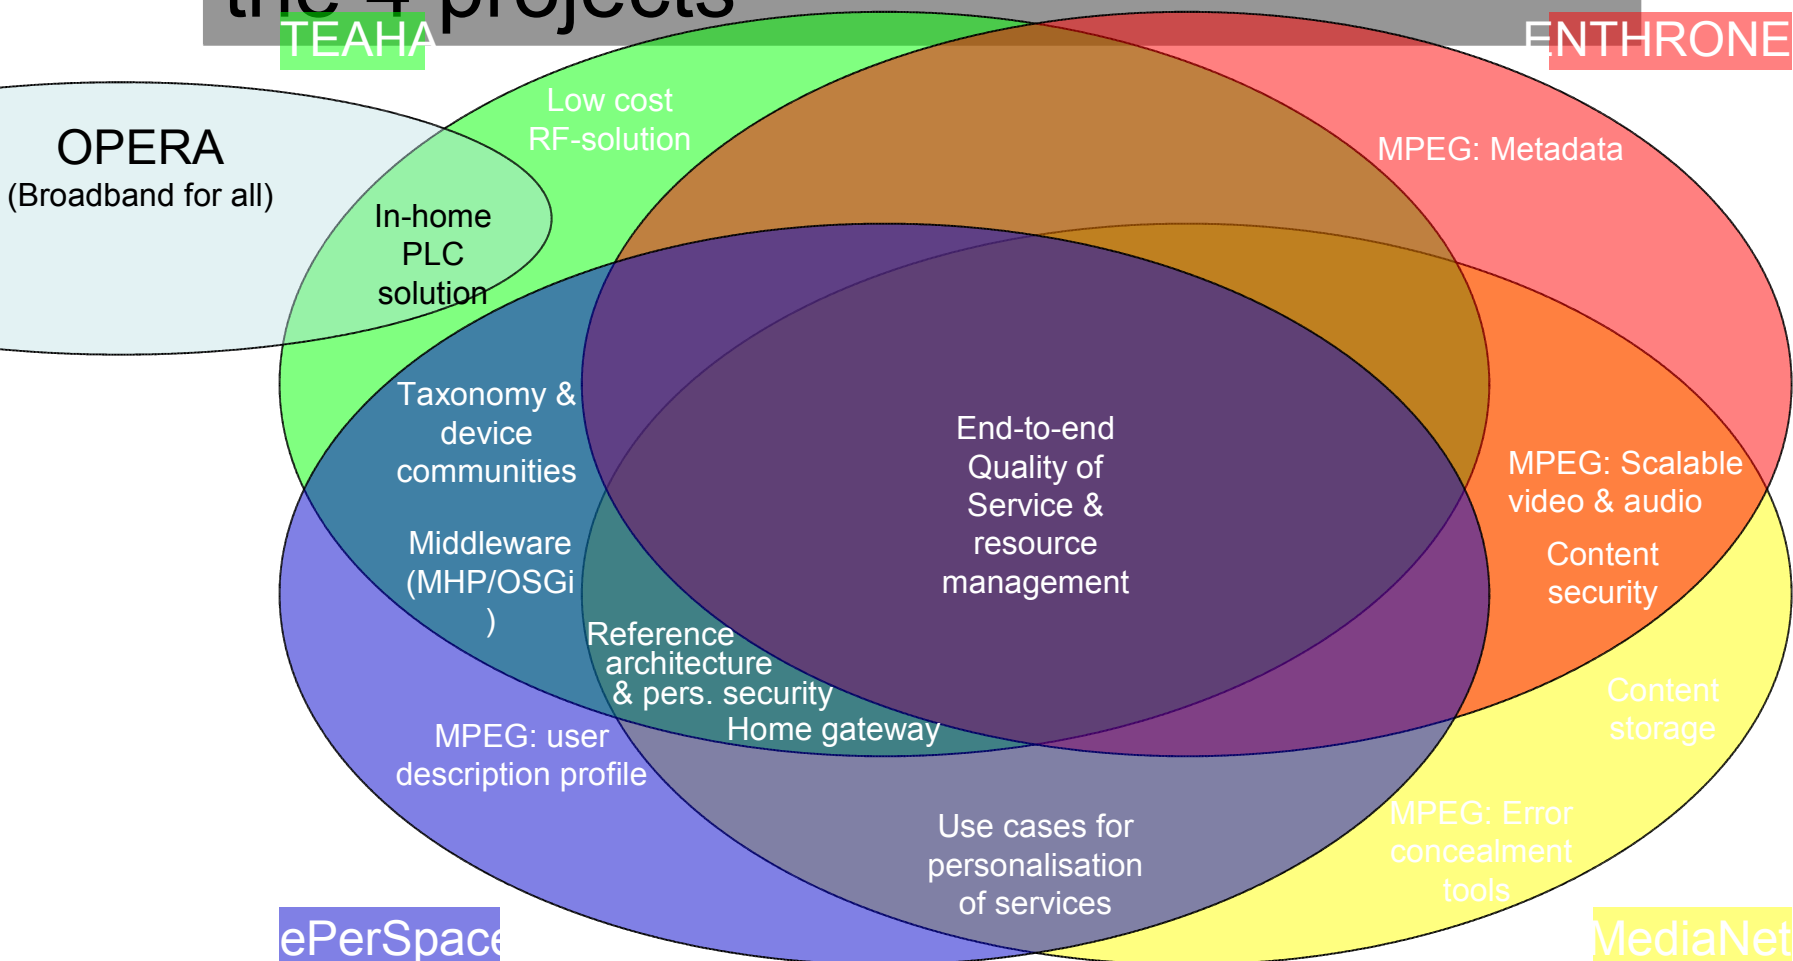 the 4 projects
TEAHA
ENTHRONE
Low cost
RF-solution
MPEG: Metadata
OPERA
(Broadband for all)
In-home
PLC
solution
Taxonomy &
device
communities
End-to-end
Quality of
Service &
resource
management
MPEG: Scalable
video & audio
Middleware
(MHP/OSGi
)
Content
security
Reference
architecture
& pers. security
Home gateway
Content
storage
MPEG: user
description profile
Use cases for
personalisation
of services
MPEG: Error
concealment
tools
ePerSpace
MediaNet